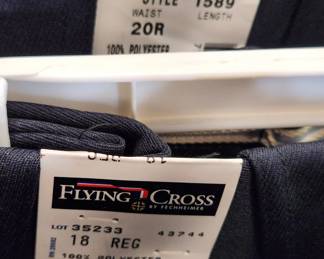 STYLE 1589
WAIST LENGTH
20R
100% POLYESTER
FLYING CROSS
BY FECHHEIMER
LOT 35233 43744
18 REG
100% POLYESTER